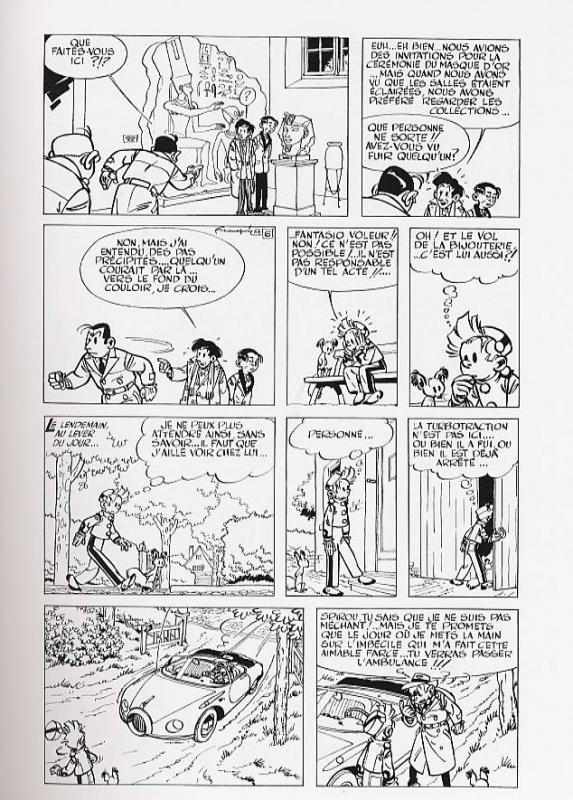 QUE
FAITES-VOUS
ICI ?!?
EUH...EH BIEN...NOUS AVIONS
DES INVITATIONS POUR LA
CÉRÉMONIE DU MASQUE D'OR
...MAIS QUAND NOUS AVONS
VU QUE LES SALLES ÉTAIENT
ÉCLAIRÉES, NOUS AVONS
PRÉFÉRÉ REGARDER LES
COLLECTIONS...
QUE PERSONNE
NE SORTE !!
AVEZ-VOUS VU
FUIR QUELQU'UN?
NON, MAIS J'AI
ENTENDU DES PAS
PRÉCIPITÉS....QUELQU'UN
COURAIT PAR LÀ ...
VERS LE FOND DU
COULOIR, JE CROIS...
Franquin
6
...FANTASIO VOLEUR!!
NON! CE N'EST PAS
POSSIBLE!...IL N'EST
PAS RESPONSABLE
D'UN TEL ACTE !!....
OH! ET LE VOL
DE LA BIJOUTERIE,
...C'EST LUI AUSSI?!
LE LENDEMAIN,
AU LEVER
DU JOUR...
JE NE PEUX PLUS
ATTENDRE AINSI, SANS
SAVOIR...IL FAUT QUE
J'AILLE VOIR CHEZ LUI...
PERSONNE...
LA TURBOTRACTION
N'EST PAS ICI....
OU BIEN IL A FUI, OU
BIEN IL EST DÉJÀ
ARRÊTÉ...
SPIROU, TU SAIS QUE JE NE SUIS PAS
MÉCHANT!...MAIS JE TE PROMETS
QUE LE JOUR OÙ JE METS LA MAIN
SUR L'IMBÉCILE QUI M'A FAIT CETTE
AIMABLE FARCE...TU VERRAS PASSER
L'AMBULANCE !!!